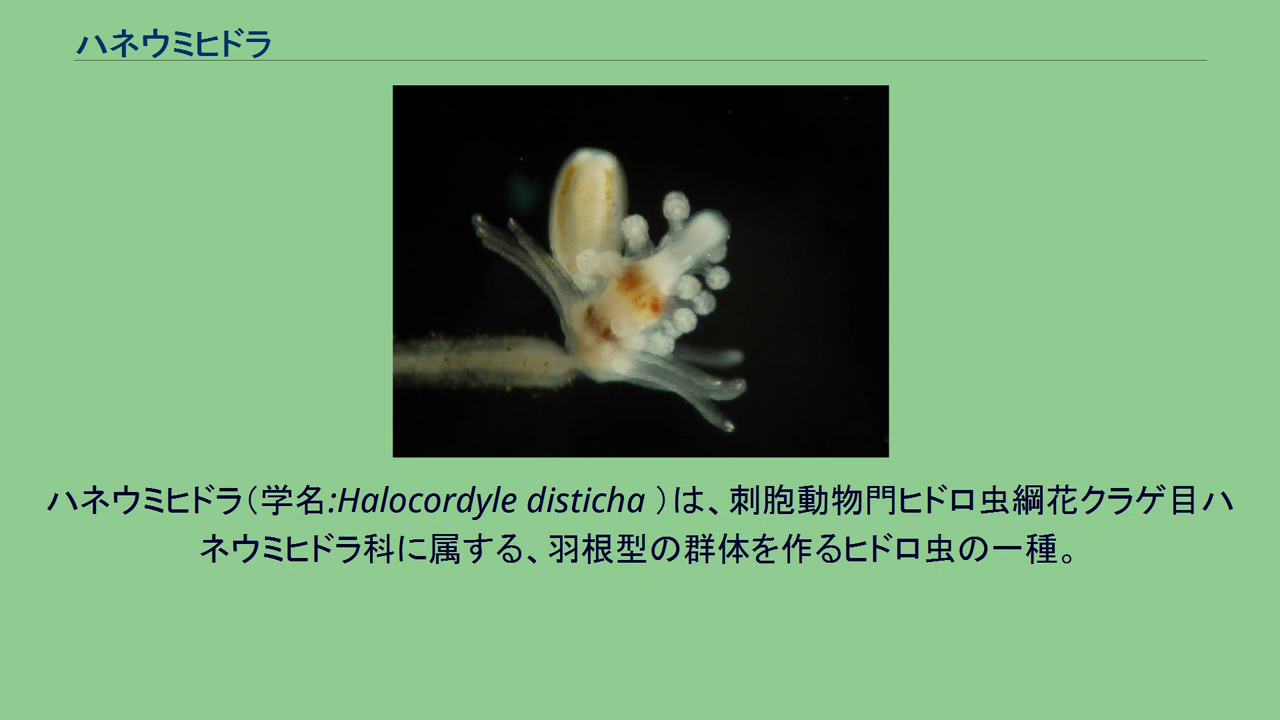 ハネウミヒドラ
ハネウミヒドラ（学名:Halocordyle disticha ）は、刺胞動物門ヒドロ虫綱花クラゲ目ハ
ネウミヒドラ科に属する、羽根型の群体を作るヒドロ虫の一種。